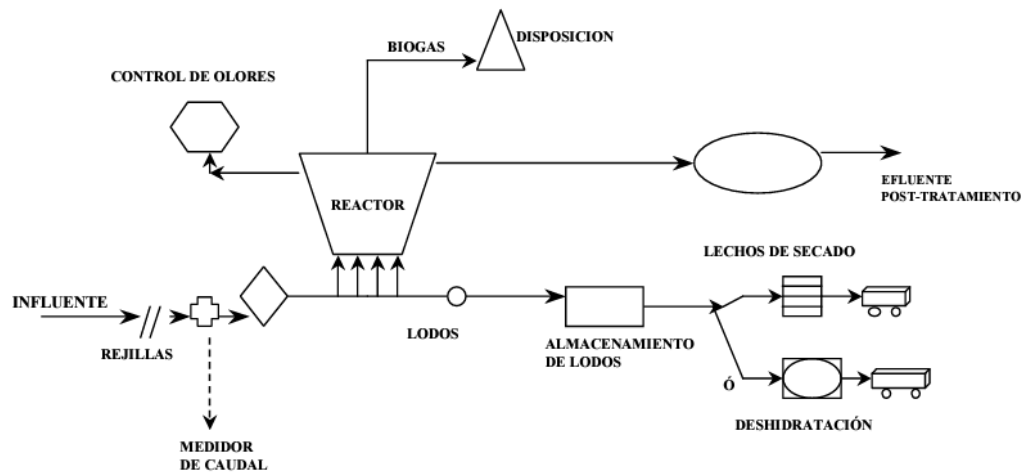 BIOGAS
DISPOSICION
CONTROL DE OLORES
REACTOR
EFLUENTE
POST-TRATAMIENTO
LECHOS DE SECADO
INFLUENTE
REJILLAS
LODOS
ALMACENAMIENTO
DE LODOS
Ó
DESHIDRATACIÓN
MEDIDOR
DE CAUDAL